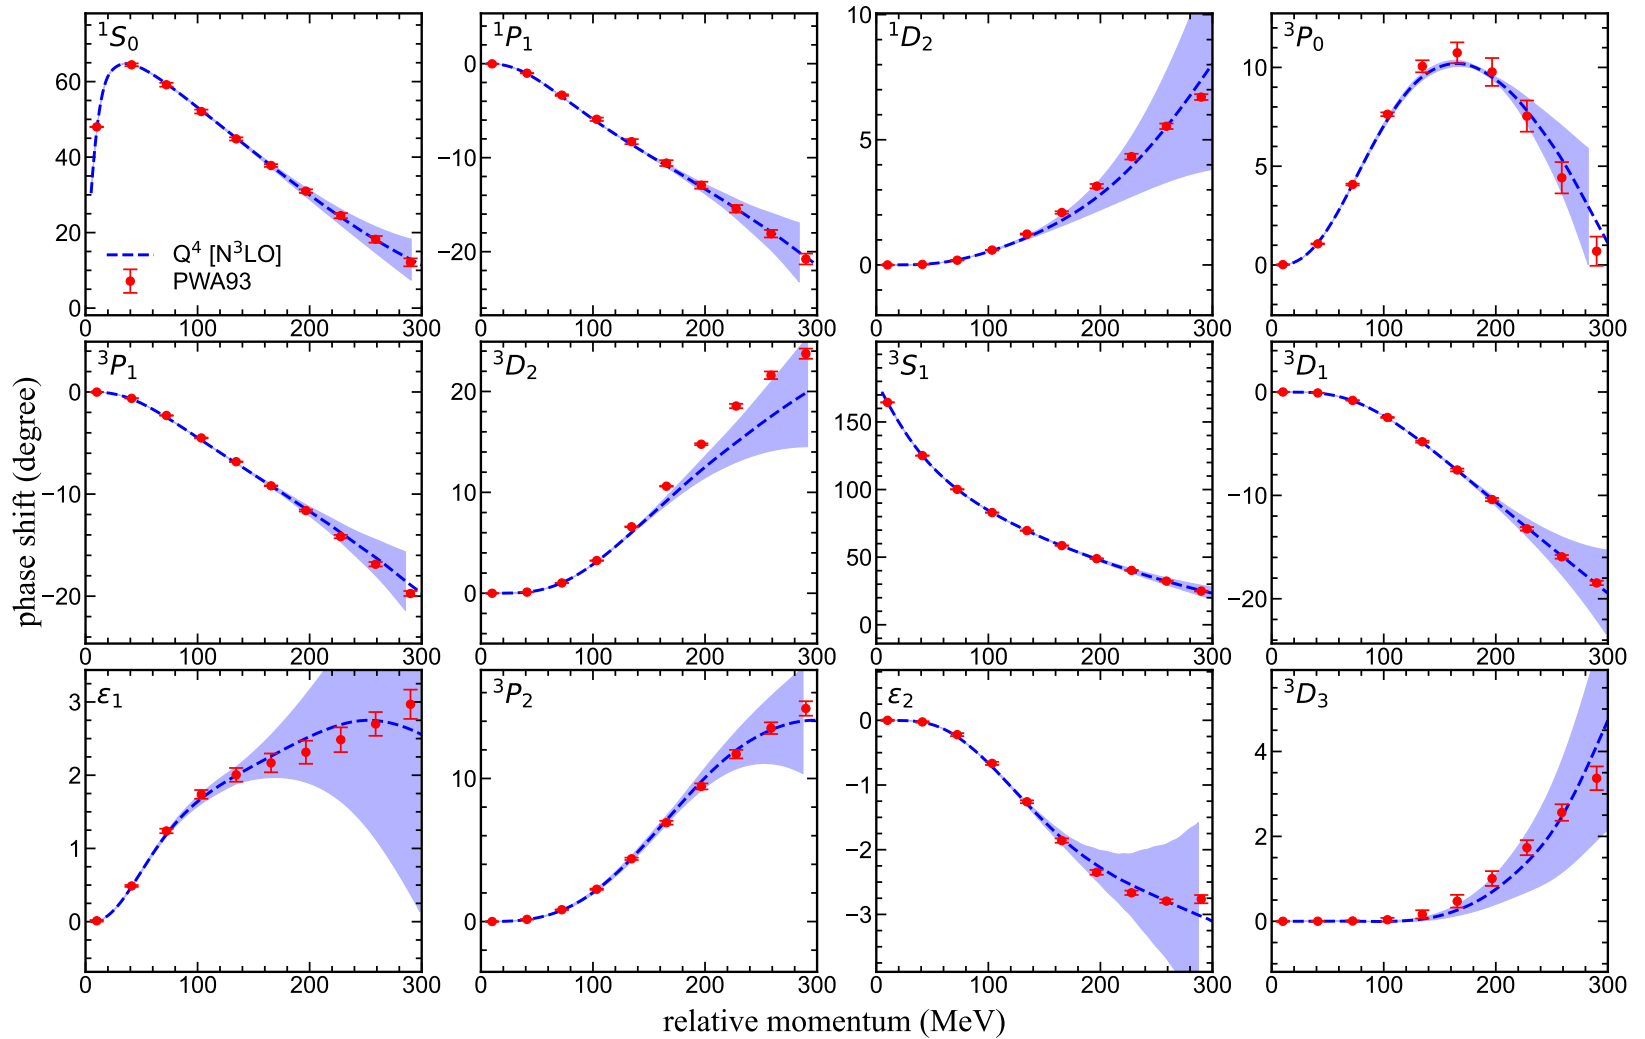 ¹S₀
60
40
20
0
Q⁴ [N³LO]
PWA93
0 100 200 300
¹P₁
0
−10
−20
0 100 200 300
¹D₂
10
5
0
0 100 200 300
³P₀
10
5
0
0 100 200 300
phase shift (degree)
³P₁
0
−10
−20
0 100 200 300
³D₂
20
10
0
0 100 200 300
³S₁
150
100
50
0
0 100 200 300
³D₁
0
−10
−20
0 100 200 300
ε₁
3
2
1
0
0 100 200 300
³P₂
10
0
0 100 200 300
ε₂
0
−1
−2
−3
0 100 200 300
³D₃
4
2
0
0 100 200 300
relative momentum (MeV)